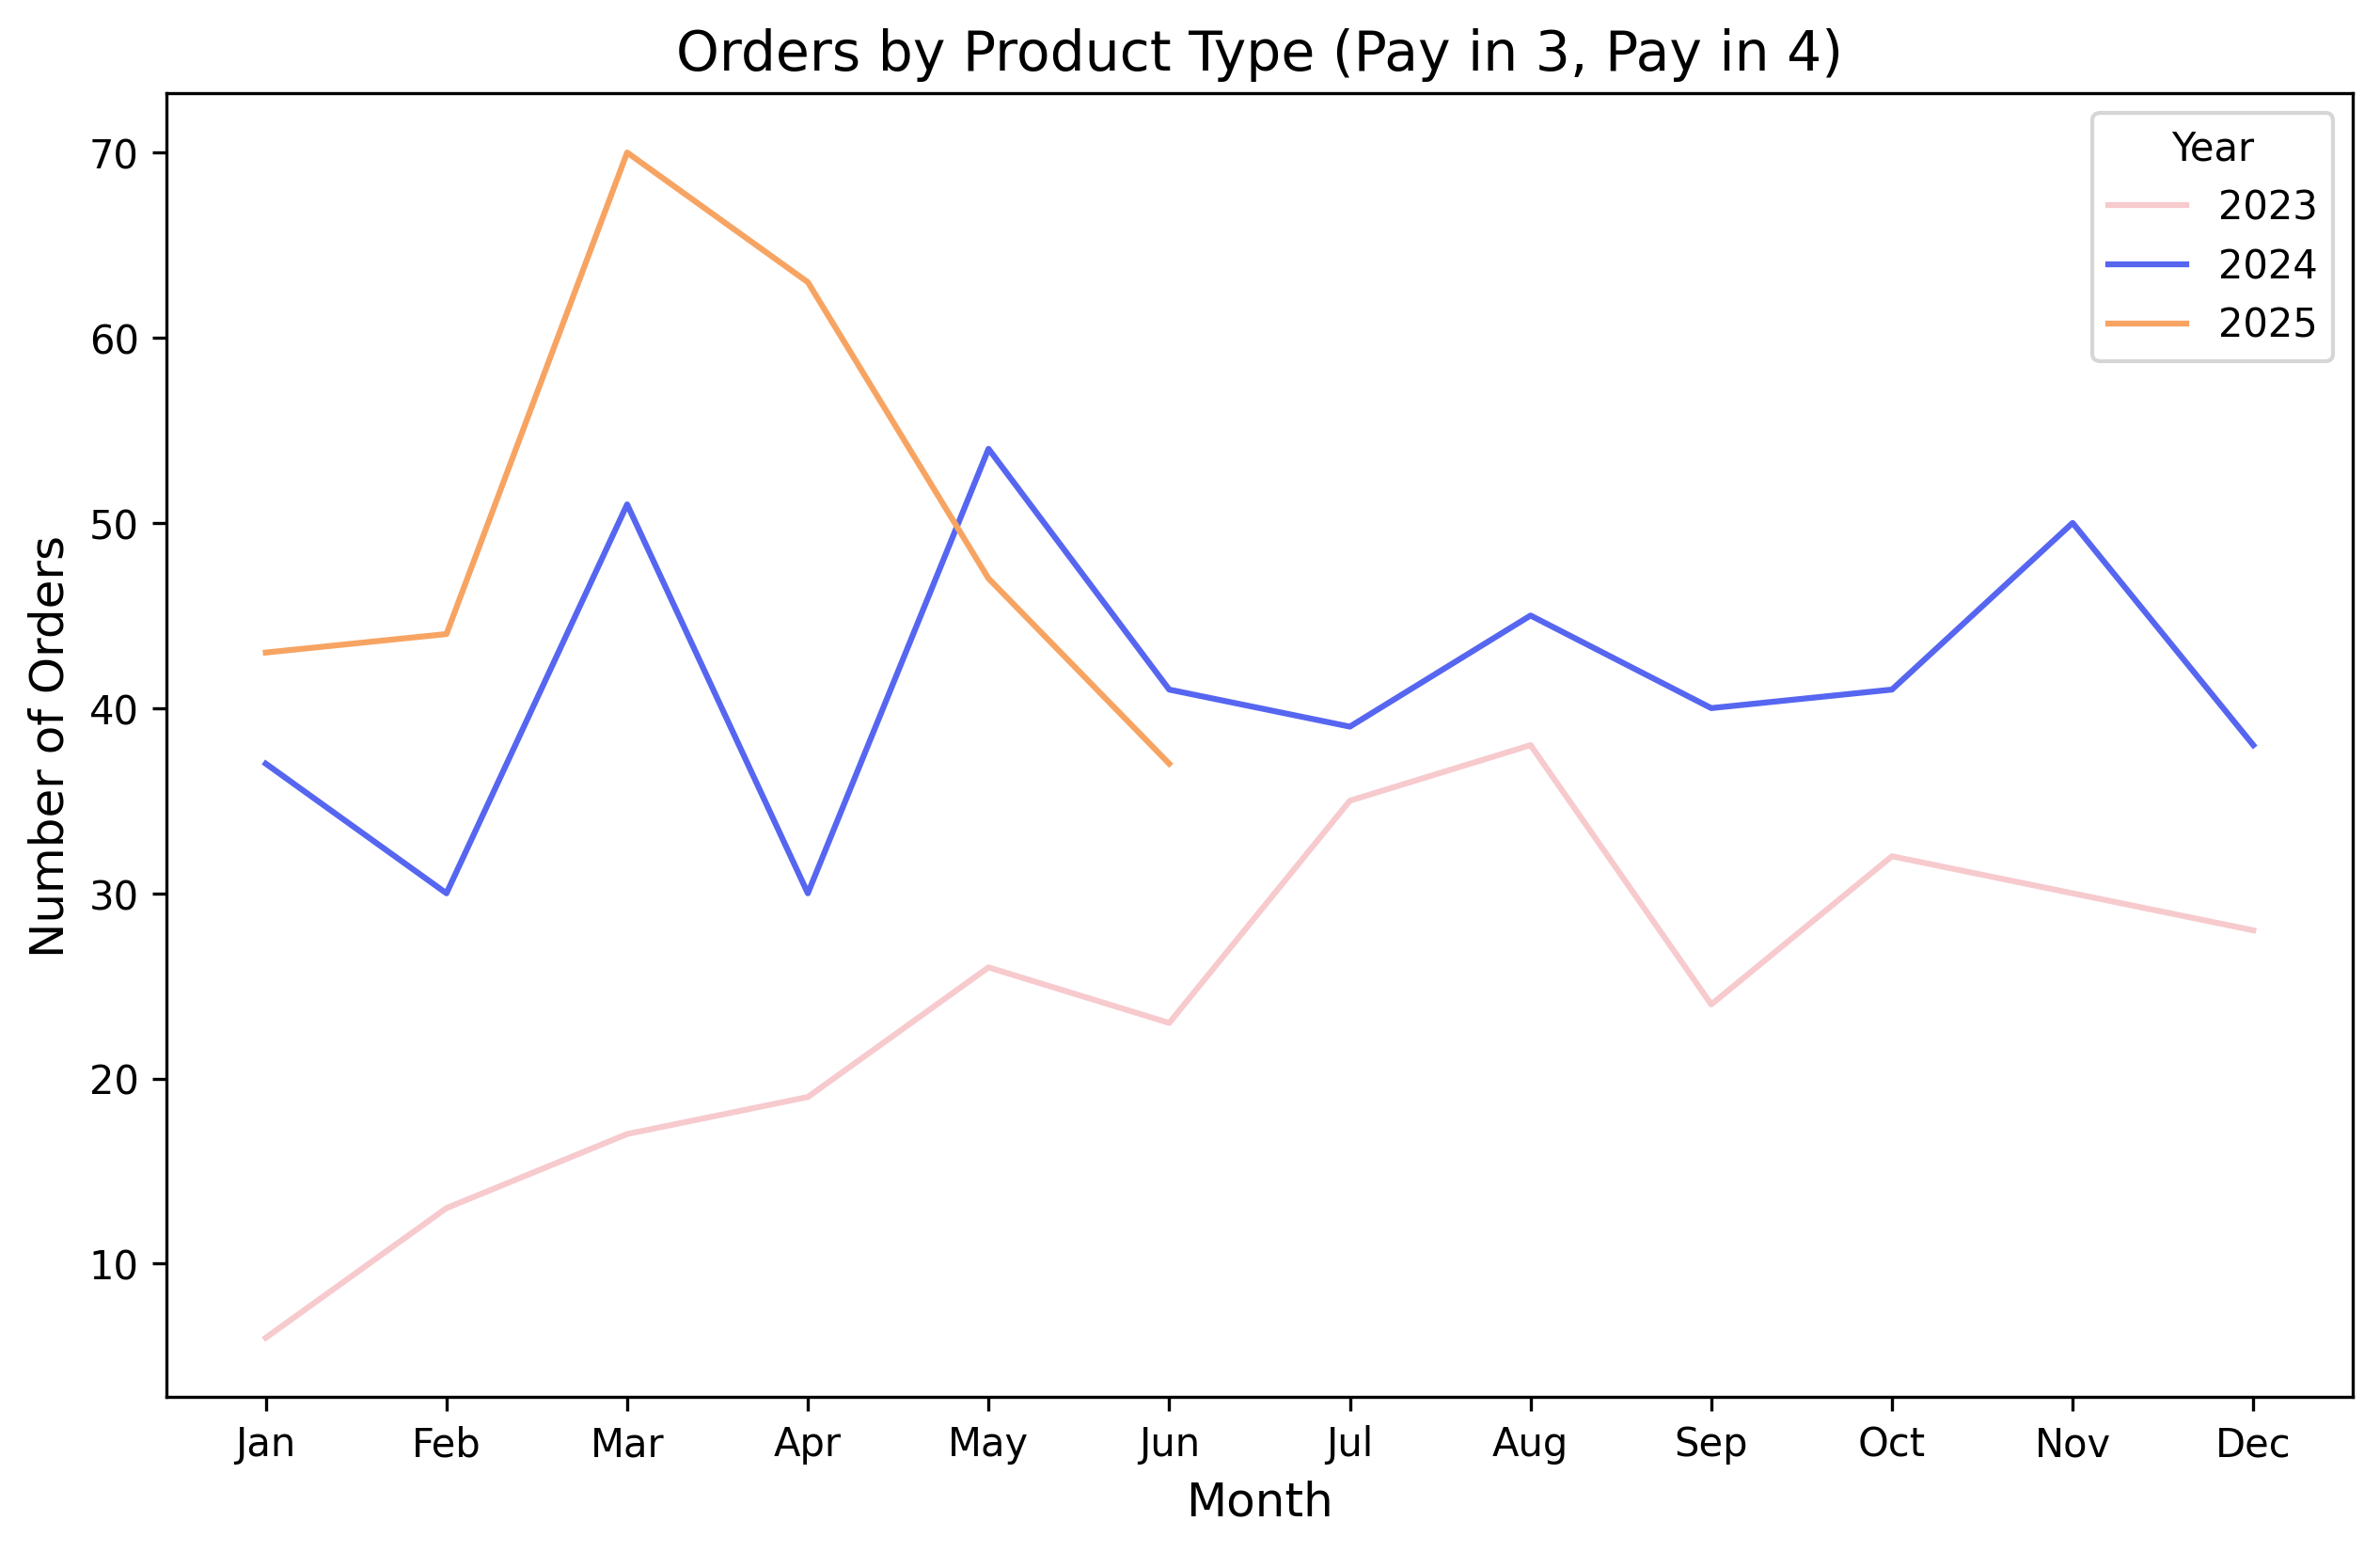 Orders by Product Type (Pay in 3, Pay in 4)
Year
2023
2024
2025
70
60
50
40
30
20
10
Number of Orders
Jan Feb Mar Apr May Jun Jul Aug Sep Oct Nov Dec
Month